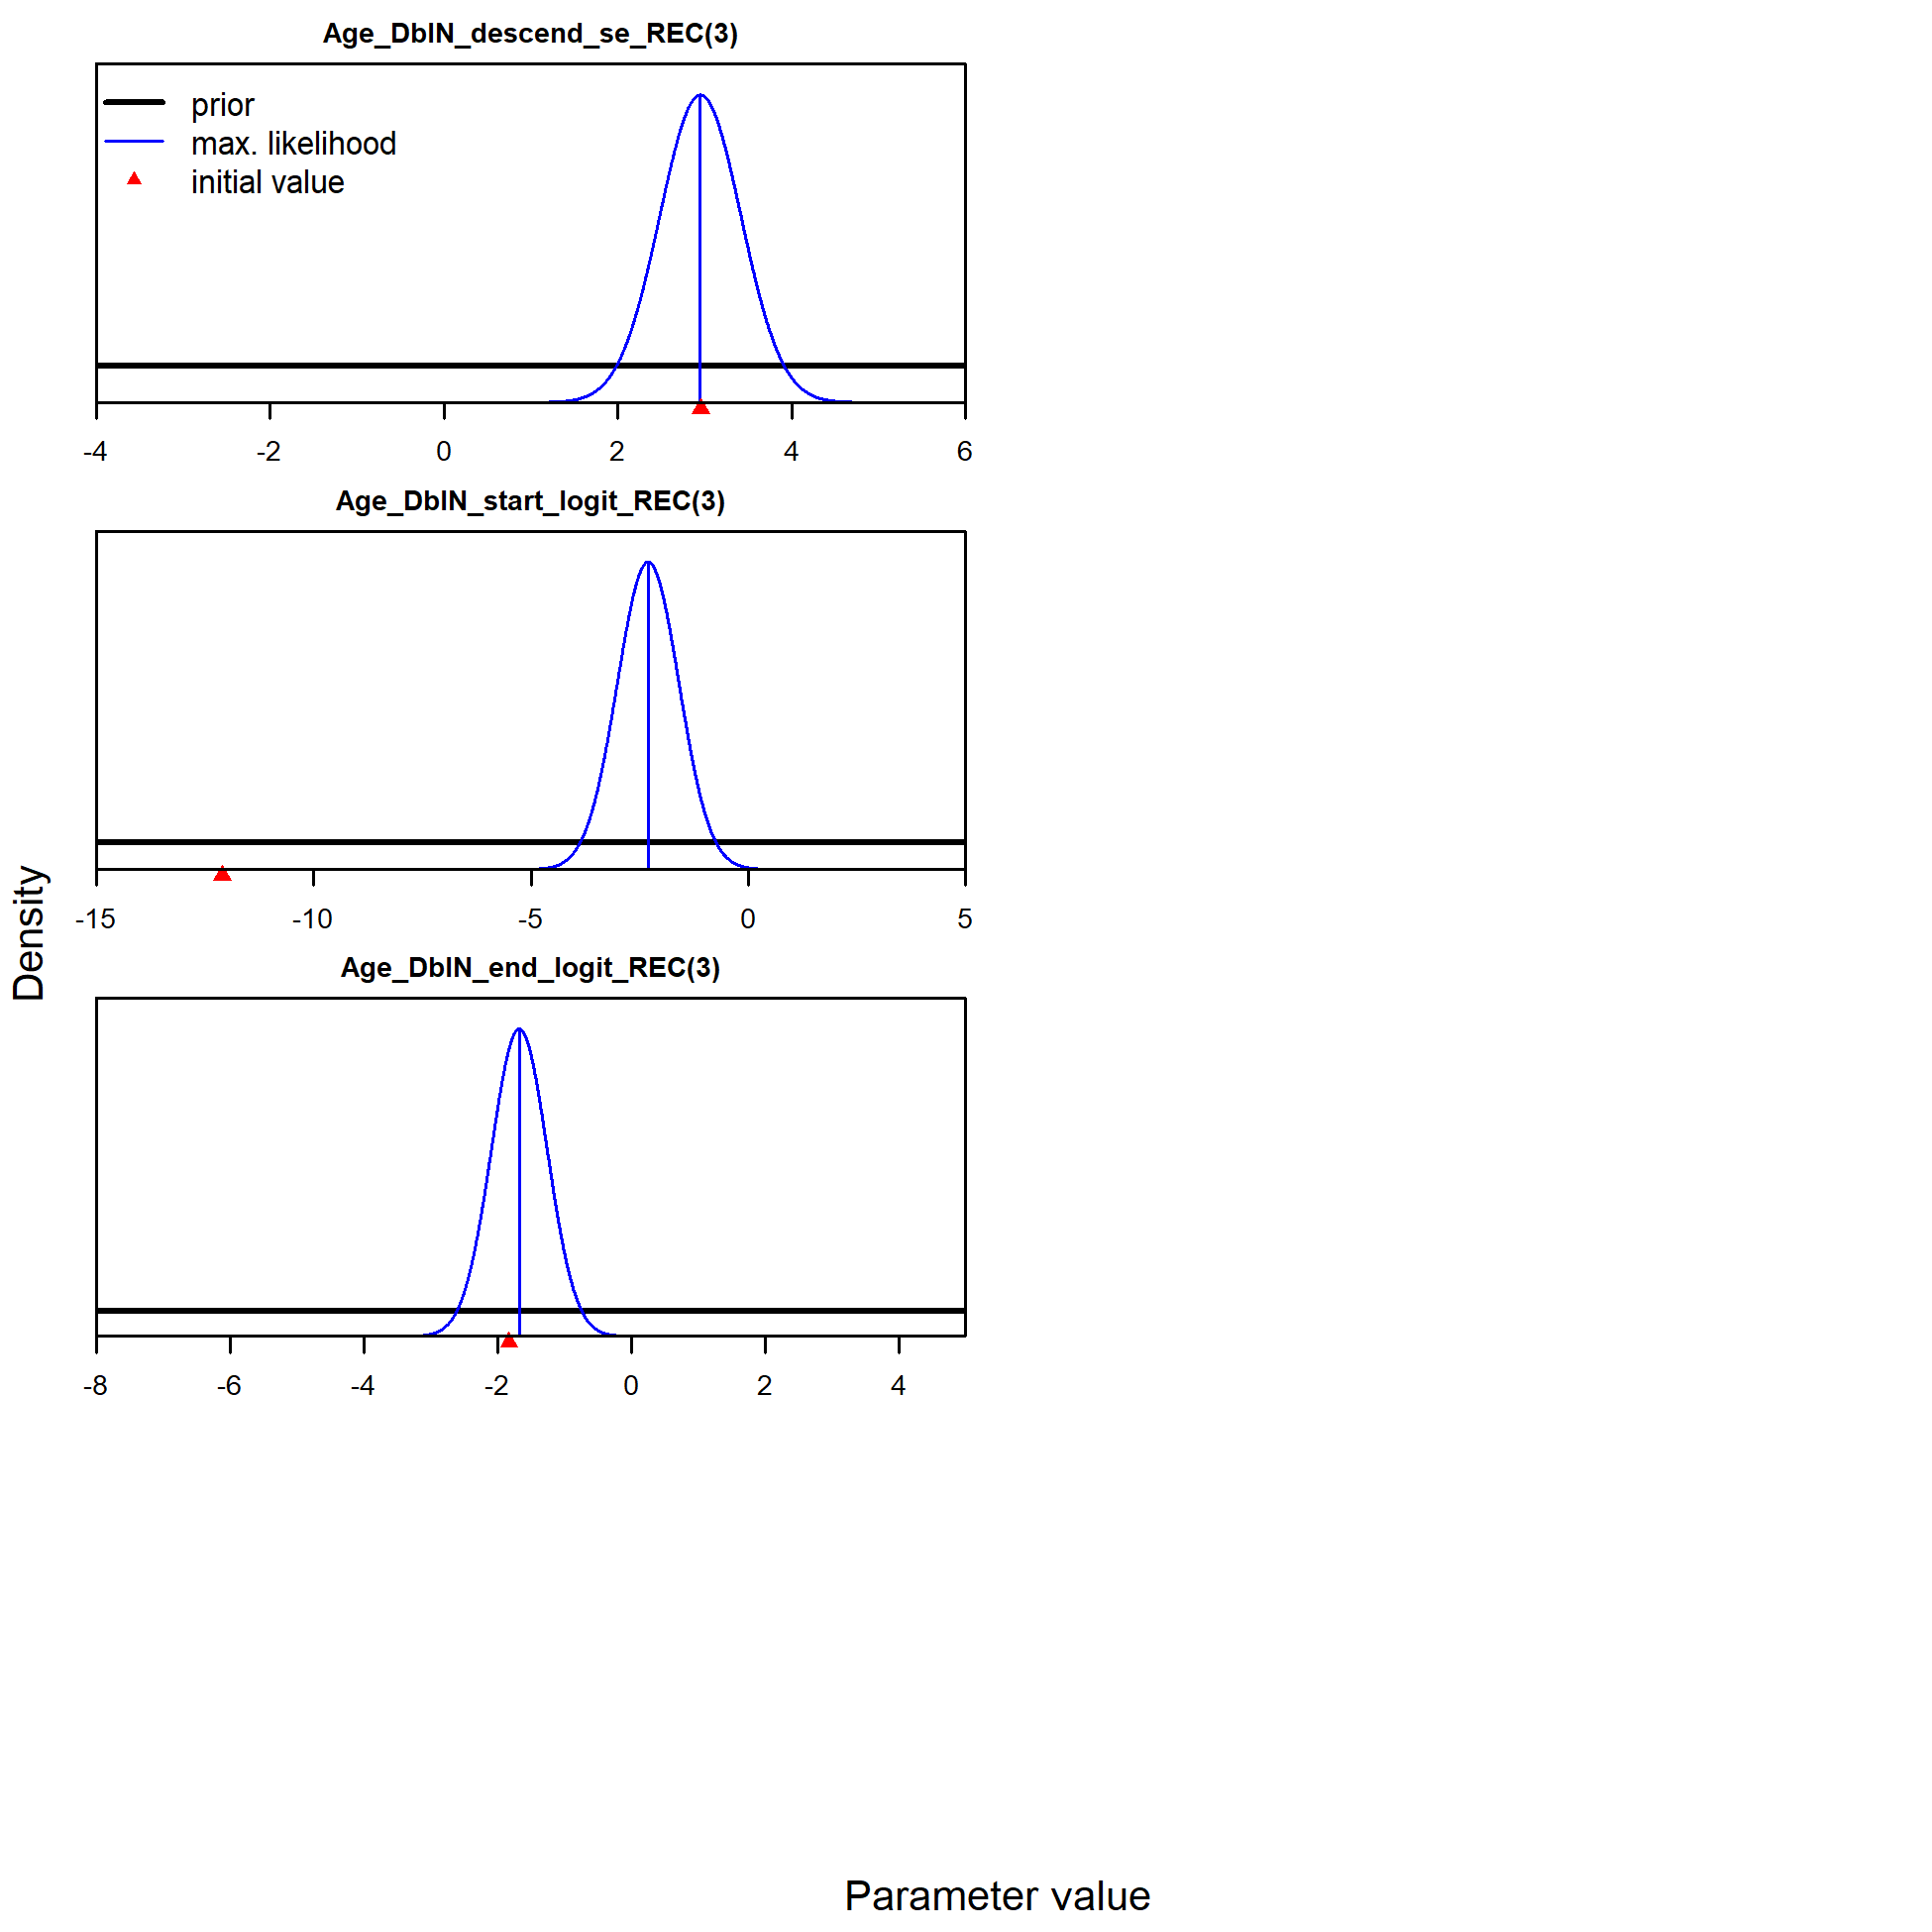 Age_DblN_descend_se_REC(3)
prior
max. likelihood
initial value
-4 -2 0 2 4 6
Age_DblN_start_logit_REC(3)
-15 -10 -5 0 5
Age_DblN_end_logit_REC(3)
-8 -6 -4 -2 0 2 4
Density
Parameter value